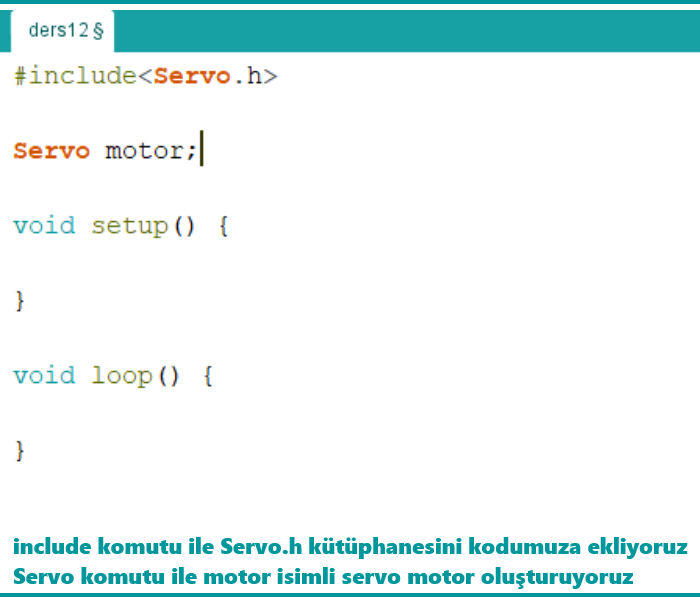 ders12 §
#include<Servo.h>
Servo motor;
void setup() {
}
void loop() {
}
include komutu ile Servo.h kütüphanesini kodumuza ekliyoruz
Servo komutu ile motor isimli servo motor oluşturuyoruz